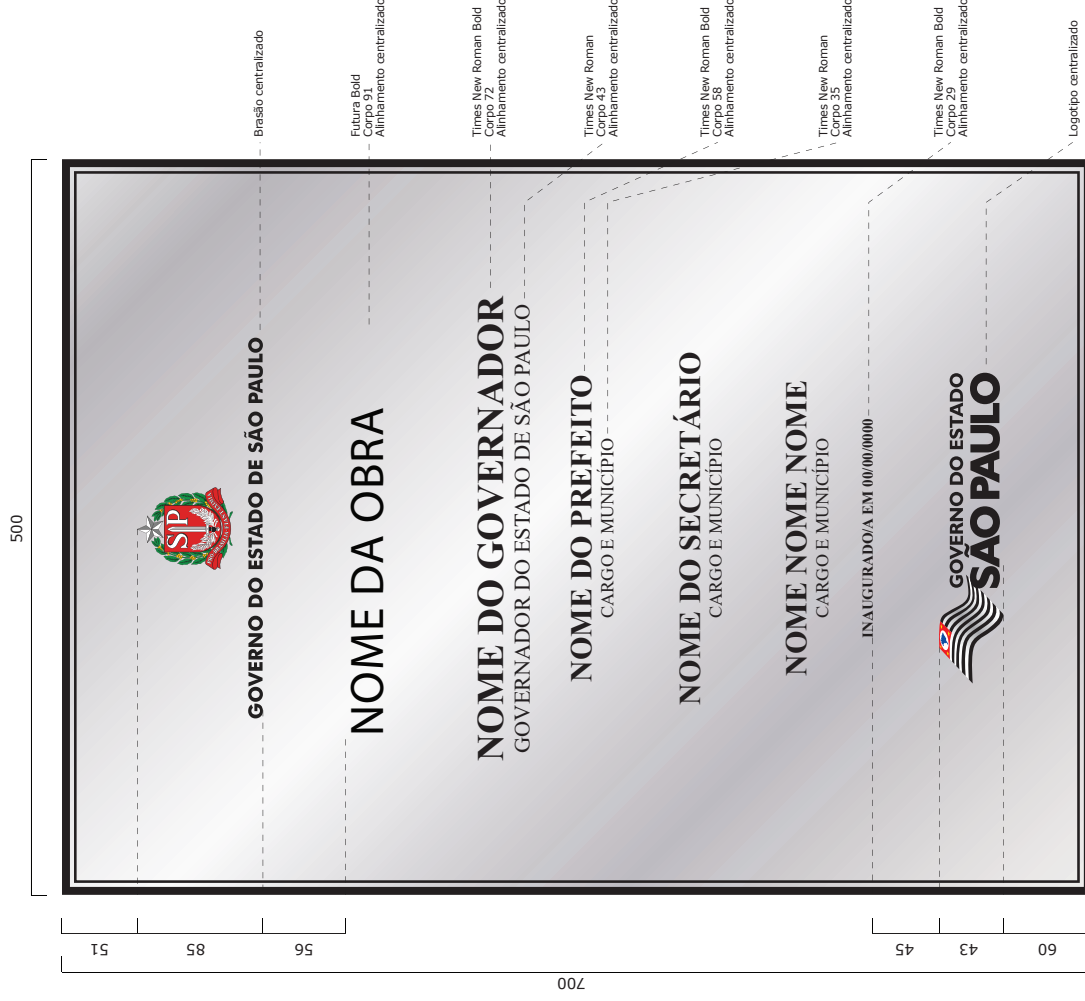 500
Brasão centralizado
Futura Bold
Corpo 91
Alinhamento centralizado
Times New Roman Bold
Corpo 72
Alinhamento centralizado
Times New Roman
Corpo 43
Alinhamento centralizado
Times New Roman Bold
Corpo 58
Alinhamento centralizado
Times New Roman
Corpo 35
Alinhamento centralizado
Times New Roman Bold
Corpo 29
Alinhamento centralizado
Logotipo centralizado
SP
GOVERNO DO ESTADO DE SÃO PAULO
NOME DA OBRA
NOME DO GOVERNADOR
GOVERNADOR DO ESTADO DE SÃO PAULO
NOME DO PREFEITO
CARGO E MUNICÍPIO
NOME DO SECRETÁRIO
CARGO E MUNICÍPIO
NOME NOME NOME
CARGO E MUNICÍPIO
INAUGURADO/A EM 00/00/0000
GOVERNO DO ESTADO
SÃO PAULO
51
85
56
45
43
60
700